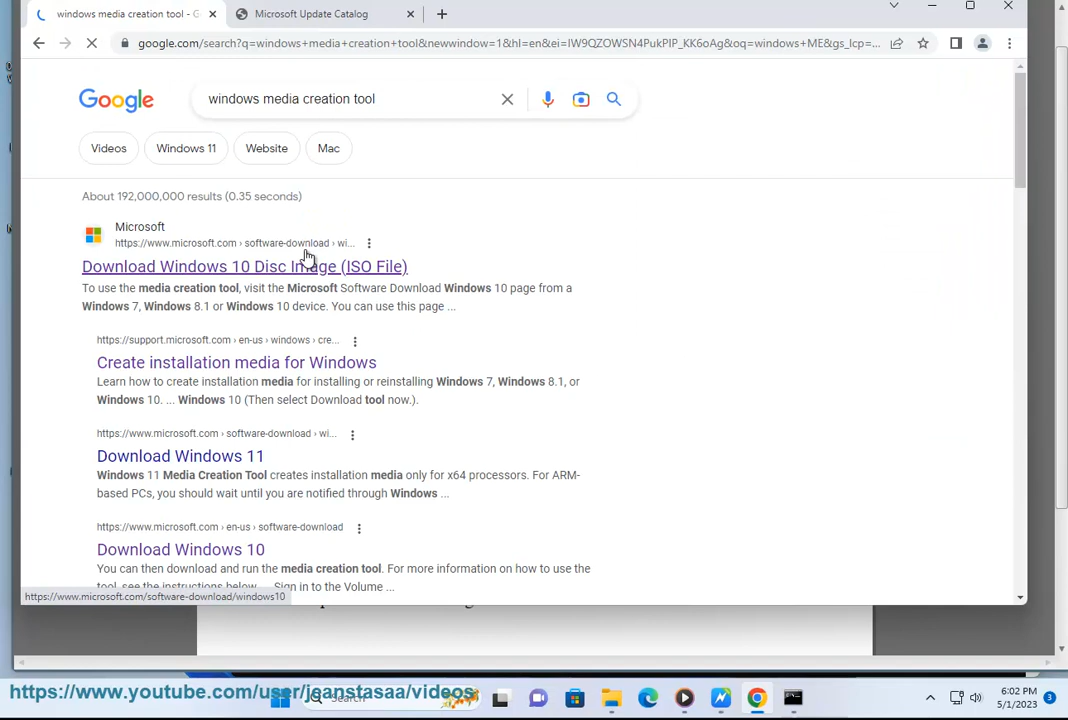 windows media creation tool - G
Microsoft Update Catalog
google.com/search?q=windows+media+creation+tool&newwindow=1&hl=en&ei=IW9QZOWSN4PukPIP_KK6oAg&oq=windows+ME&gs_lcp=...
Google
windows media creation tool
Videos
Windows 11
Website
Mac
About 192,000,000 results (0.35 seconds)
Microsoft
https://www.microsoft.com › software-download › wi...
Download Windows 10 Disc Image (ISO File)
To use the media creation tool, visit the Microsoft Software Download Windows 10 page from a
Windows 7, Windows 8.1 or Windows 10 device. You can use this page ...
https://support.microsoft.com › en-us › windows › cre...
Create installation media for Windows
Learn how to create installation media for installing or reinstalling Windows 7, Windows 8.1, or
Windows 10. ... Windows 10 (Then select Download tool now.).
https://www.microsoft.com › software-download › wi...
Download Windows 11
Windows 11 Media Creation Tool creates installation media only for x64 processors. For ARM-
based PCs, you should wait until you are notified through Windows ...
https://www.microsoft.com › en-us › software-download
Download Windows 10
You can then download and run the media creation tool. For more information on how to use the
tool, see the instructions below. ... Sign in to the Volume ...
https://www.microsoft.com/software-download/windows10
https://www.youtube.com/user/joanstasaa/videos
Search
6:02 PM
5/1/2023
3